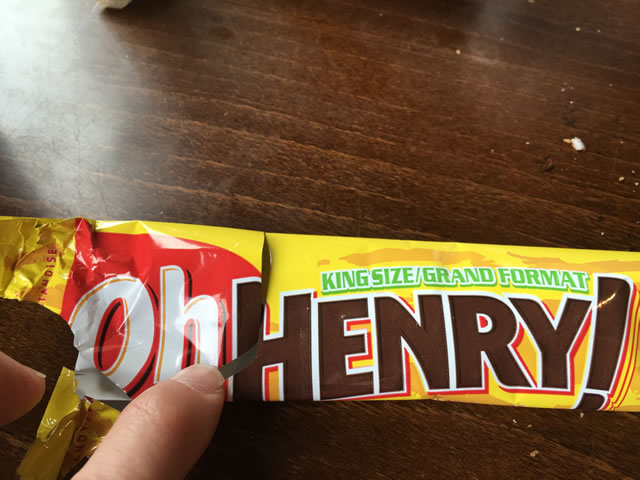 KING SIZE/GRAND FORMAT
Oh HENRY!